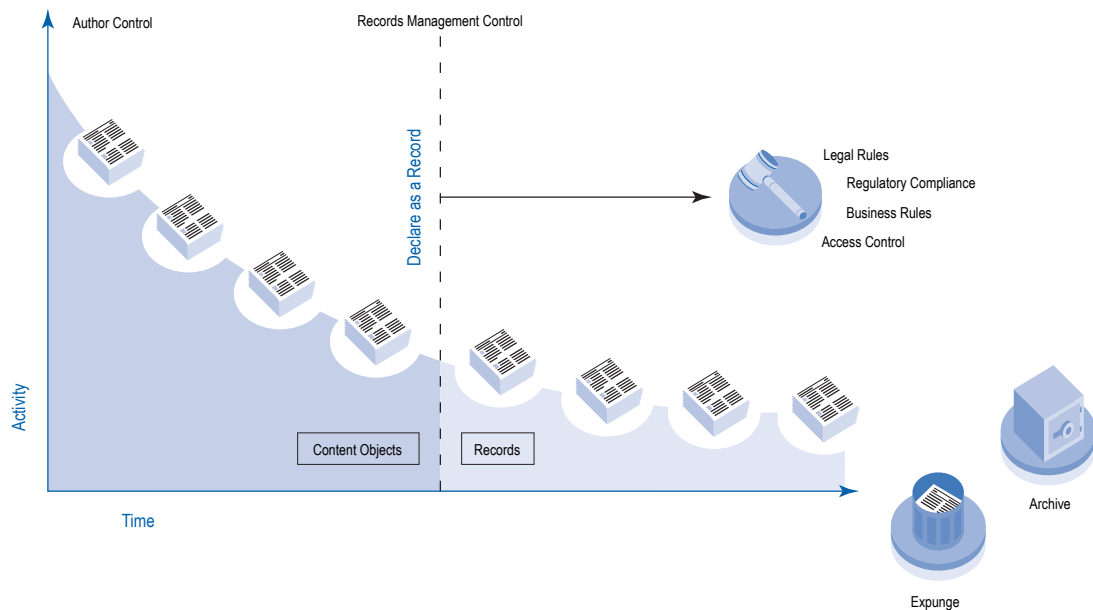 Author Control
Records Management Control
Declare as a Record
Legal Rules
Regulatory Compliance
Business Rules
Access Control
Activity
Content Objects
Records
Time
Archive
Expunge